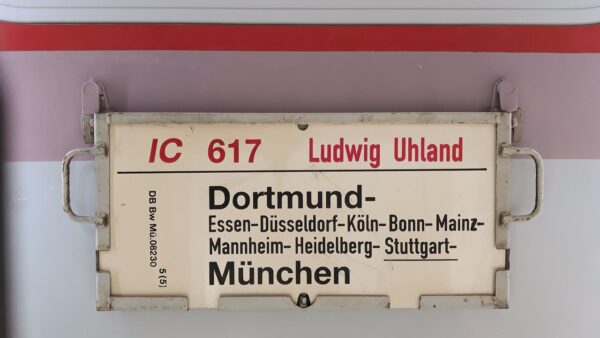 IC 617 Ludwig Uhland
Dortmund-
Essen-Düsseldorf-Köln-Bonn-Mainz-
Mannheim-Heidelberg-Stuttgart-
München
DB Bw Mü.08230 5(5)